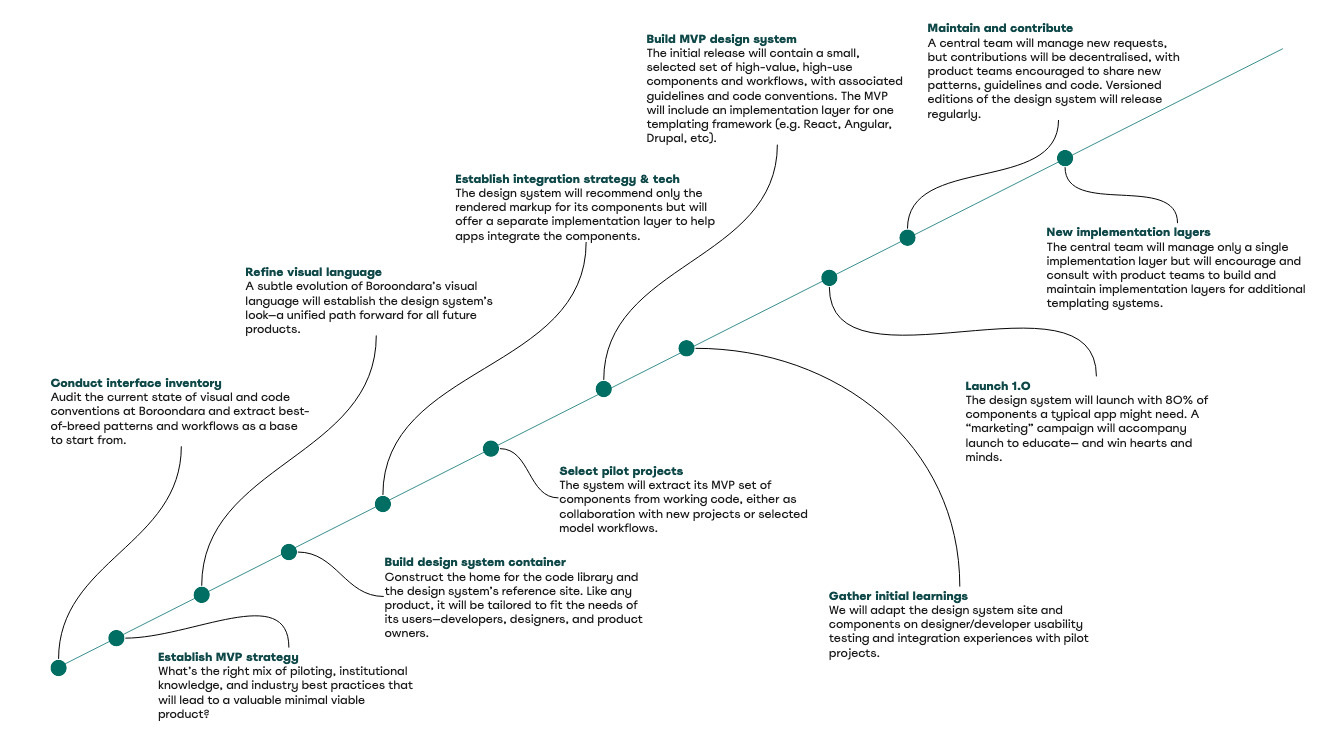 Conduct interface inventory
Audit the current state of visual and code
conventions at Boroondara and extract best-
of-breed patterns and workflows as a base
to start from.
Establish MVP strategy
What's the right mix of piloting, institutional
knowledge, and industry best practices that
will lead to a valuable minimal viable
product?
Refine visual language
A subtle evolution of Boroondara's visual
language will establish the design system's
look—a unified path forward for all future
products.
Build design system container
Construct the home for the code library and
the design system's reference site. Like any
product, it will be tailored to fit the needs of
its users—developers, designers, and product
owners.
Establish integration strategy & tech
The design system will recommend only the
rendered markup for its components but will
offer a separate implementation layer to help
apps integrate the components.
Select pilot projects
The system will extract its MVP set of
components from working code, either as
collaboration with new projects or selected
model workflows.
Build MVP design system
The initial release will contain a small,
selected set of high-value, high-use
components and workflows, with associated
guidelines and code conventions. The MVP
will include an implementation layer for one
templating framework (e.g. React, Angular,
Drupal, etc).
Gather initial learnings
We will adapt the design system site and
components on designer/developer usability
testing and integration experiences with pilot
projects.
Launch 1.0
The design system will launch with 80% of
components a typical app might need. A
“marketing” campaign will accompany
launch to educate— and win hearts and
minds.
Maintain and contribute
A central team will manage new requests,
but contributions will be decentralised, with
product teams encouraged to share new
patterns, guidelines and code. Versioned
editions of the design system will release
regularly.
New implementation layers
The central team will manage only a single
implementation layer but will encourage and
consult with product teams to build and
maintain implementation layers for additional
templating systems.